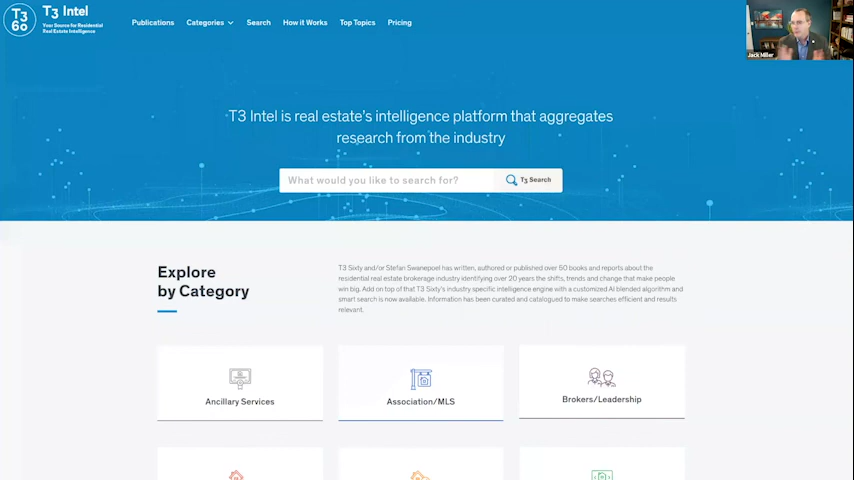 T3
60
T3 Intel
Your Source for Residential
Real Estate Intelligence
Publications
Categories
Search
How it Works
Top Topics
Pricing
Jack Miller
T3 Intel is real estate's intelligence platform that aggregates
research from the industry
What would you like to search for?
T3 Search
Explore
by Category
T3 Sixty and/or Stefan Swanepoel has written, authored or published over 50 books and reports about the
residential real estate brokerage industry identifying over 20 years the shifts, trends and change that make people
win big. Add on top of that T3 Sixty's industry specific intelligence engine with a customized AI blended algorithm and
smart search is now available. Information has been curated and catalogued to make searches efficient and results
relevant.
Ancillary Services
Association/MLS
Brokers/Leadership